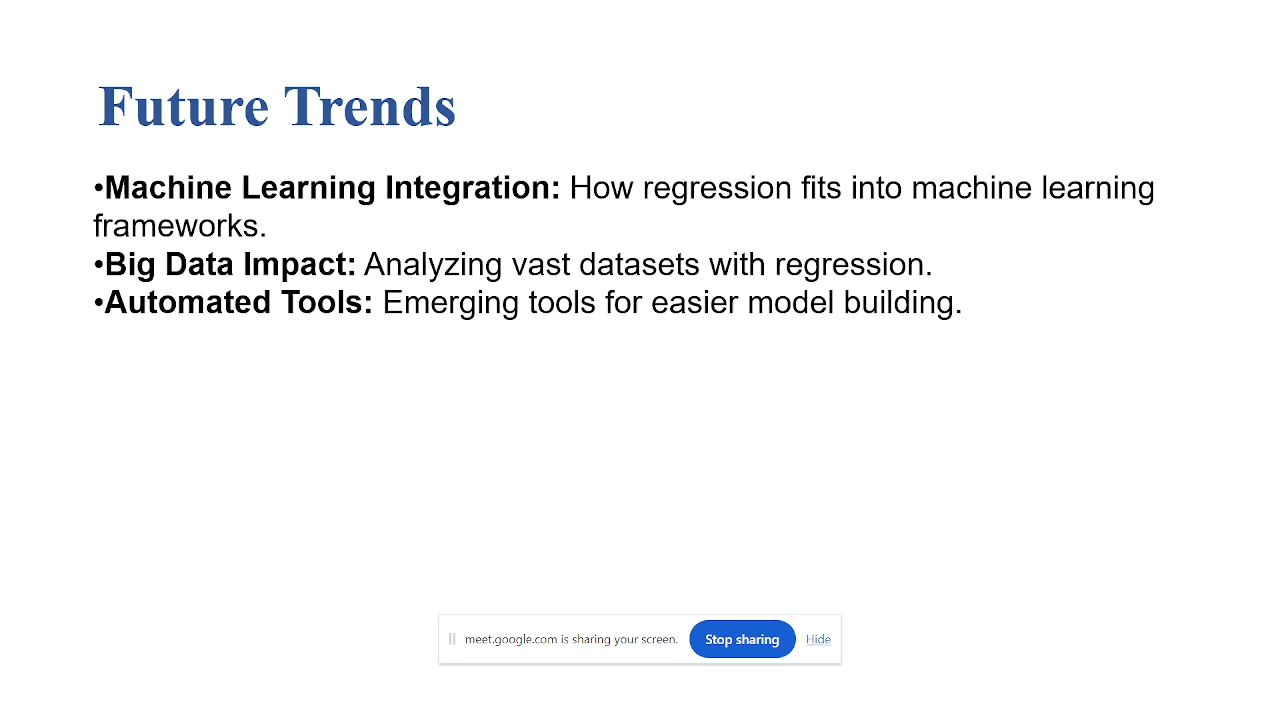 Future Trends
•Machine Learning Integration: How regression fits into machine learning
frameworks.
•Big Data Impact: Analyzing vast datasets with regression.
•Automated Tools: Emerging tools for easier model building.
meet.google.com is sharing your screen. Stop sharing Hide